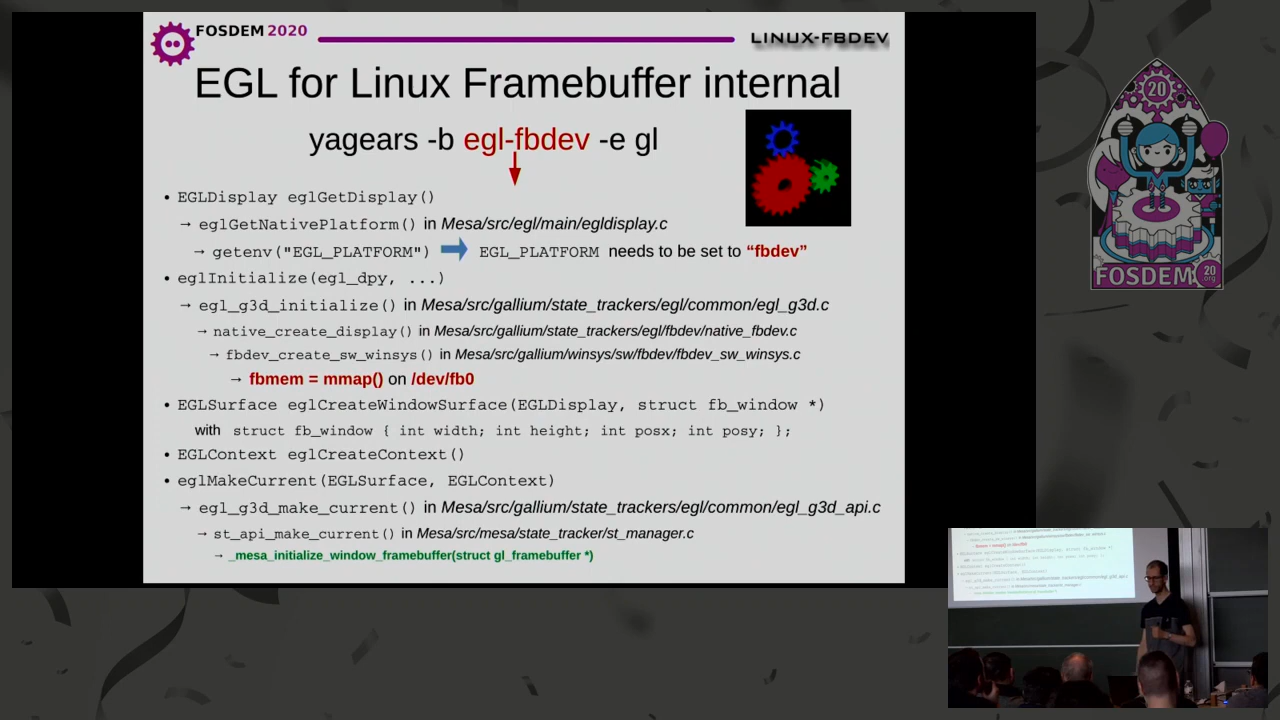 FOSDEM 2020
LINUX-FBDEV
EGL for Linux Framebuffer internal
yagears -b egl-fbdev -e gl
• EGLDisplay eglGetDisplay()
→ eglGetNativePlatform() in Mesa/src/egl/main/egldisplay.c
→ getenv("EGL_PLATFORM") EGL_PLATFORM needs to be set to “fbdev”
• eglInitialize(egl_dpy, ...)
→ egl_g3d_initialize() in Mesa/src/gallium/state_trackers/egl/common/egl_g3d.c
→ native_create_display() in Mesa/src/gallium/state_trackers/egl/fbdev/native_fbdev.c
→ fbdev_create_sw_winsys() in Mesa/src/gallium/winsys/sw/fbdev/fbdev_sw_winsys.c
→ fbmem = mmap() on /dev/fb0
• EGLSurface eglCreateWindowSurface(EGLDisplay, struct fb_window *)
with struct fb_window { int width; int height; int posx; int posy; };
• EGLContext eglCreateContext()
• eglMakeCurrent(EGLSurface, EGLContext)
→ egl_g3d_make_current() in Mesa/src/gallium/state_trackers/egl/common/egl_g3d_api.c
→ st_api_make_current() in Mesa/src/mesa/state_tracker/st_manager.c
→ _mesa_initialize_window_framebuffer(struct gl_framebuffer *)
20
FOSDEM
20
.org